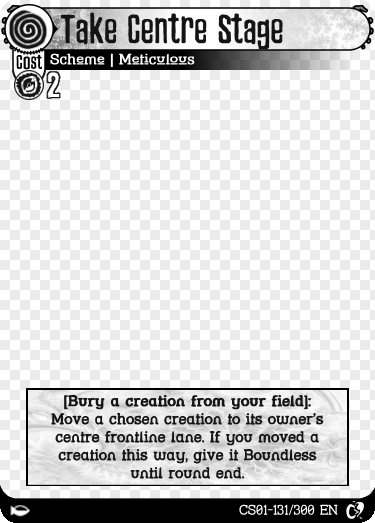 Take Centre Stage
Cost
Scheme | Meticulous
2
[Bury a creation from your field]:
Move a chosen creation to its owner's
centre frontline lane. If you moved a
creation this way, give it Boundless
until round end.
CS01-131/300 EN